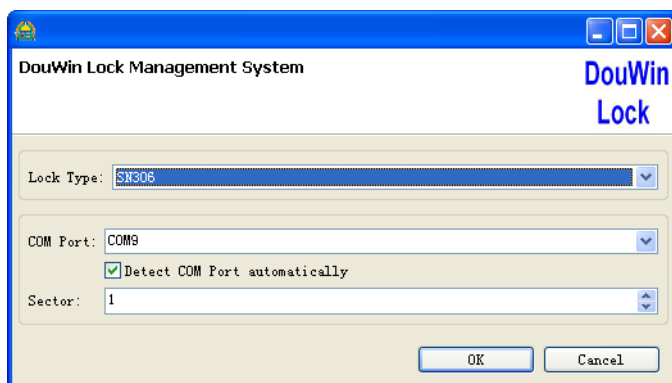 DouWin Lock Management System
DouWin
Lock
Lock Type: SN306
COM Port: COM9
Detect COM Port automatically
Sector: 1
OK Cancel